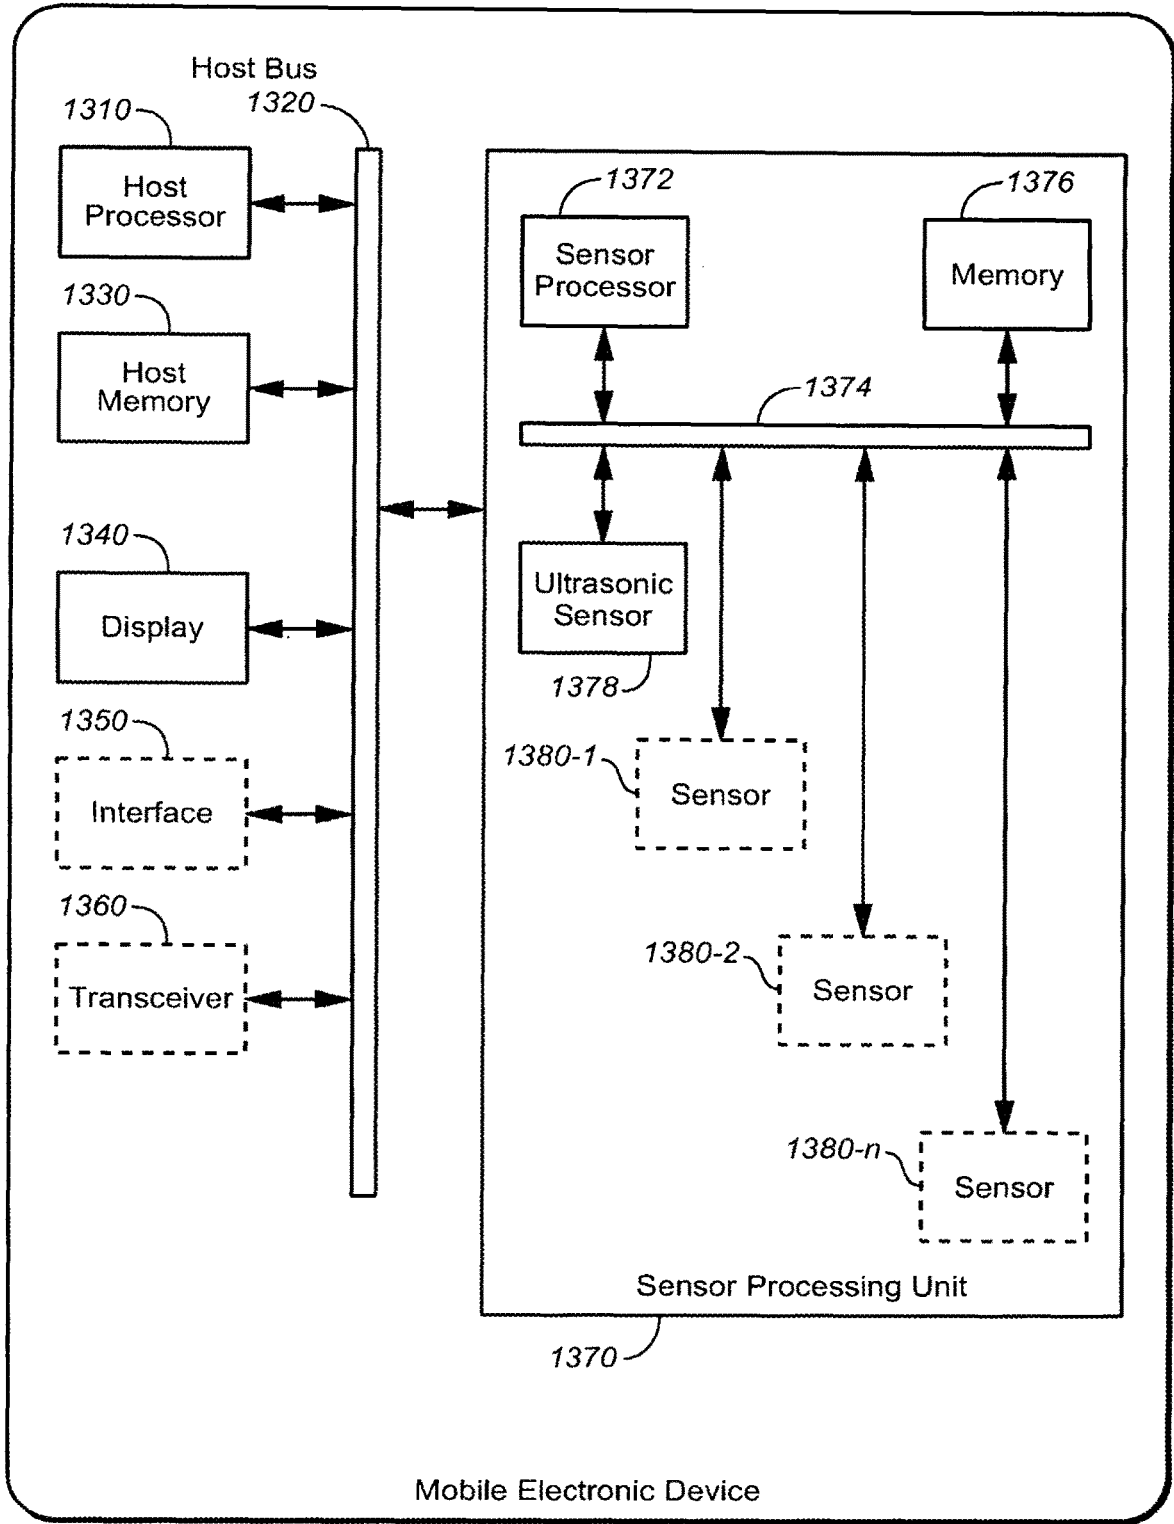 Host Bus
1320
1310
Host
Processor
1330
Host
Memory
1340
Display
1350
Interface
1360
Transceiver
1372
Sensor
Processor
1376
Memory
1374
Ultrasonic
Sensor
1378
1380-1
Sensor
1380-2
Sensor
1380-n
Sensor
Sensor Processing Unit
1370
Mobile Electronic Device